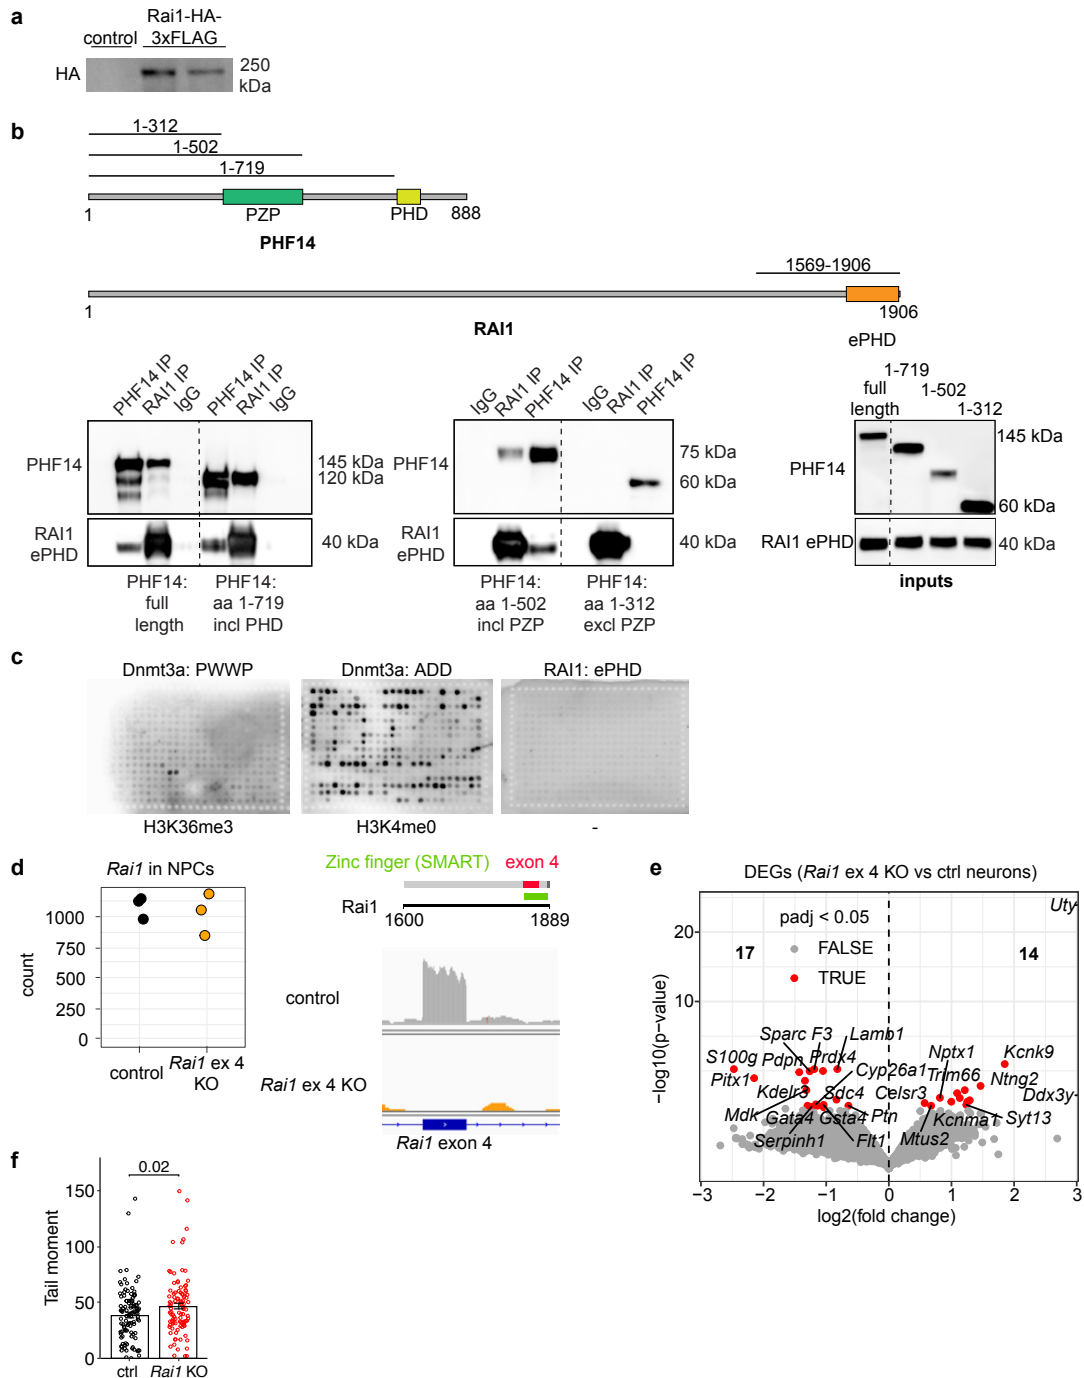 a
Rai1-HA-
control 3xFLAG
HA
250
kDa
b
1-312
1-502
1-719
1
PZP
PHD
888
PHF14
1569-1906
1
1906
RAI1
ePHD
PHF14 IP
RAI1 IP
IgG
PHF14 IP
RAI1 IP
IgG
PHF14
145 kDa
120 kDa
RAI1
ePHD
40 kDa
PHF14:
full
length
PHF14:
aa 1-719
incl PHD
IgG
RAI1 IP
PHF14 IP
IgG
RAI1 IP
PHF14 IP
PHF14
75 kDa
60 kDa
RAI1
ePHD
40 kDa
PHF14:
aa 1-502
incl PZP
PHF14:
aa 1-312
excl PZP
full
length
1-719
1-502
1-312
PHF14
145 kDa
60 kDa
RAI1 ePHD
40 kDa
inputs
c
Dnmt3a: PWWP
Dnmt3a: ADD
RAI1: ePHD
H3K36me3
H3K4me0
-
d
Rai1 in NPCs
count
1000
750
500
250
0
control
Rai1 ex 4
KO
Zinc finger (SMART)
exon 4
Rai1
1600
1889
control
Rai1 ex 4 KO
Rai1 exon 4
e
DEGs (Rai1 ex 4 KO vs ctrl neurons)
Uty
padj < 0.05
FALSE
TRUE
17
14
−log10(p−value)
20
10
Sparc
F3
Lamb1
S100g
Pdpn
Prdx4
Nptx1
Kcnk9
Pitx1
Cyp26a1
Trim66
Ntng2
Kdelr3
Sdc4
Celsr3
Ddx3y
Mdk
Gata4
Gsta4
Ptn
Kcnma1
Syt13
Serpinh1
Flt1
Mtus2
−3
−2
−1
0
1
2
3
log2(fold change)
f
0.02
Tail moment
150
100
50
0
ctrl
Rai1 KO